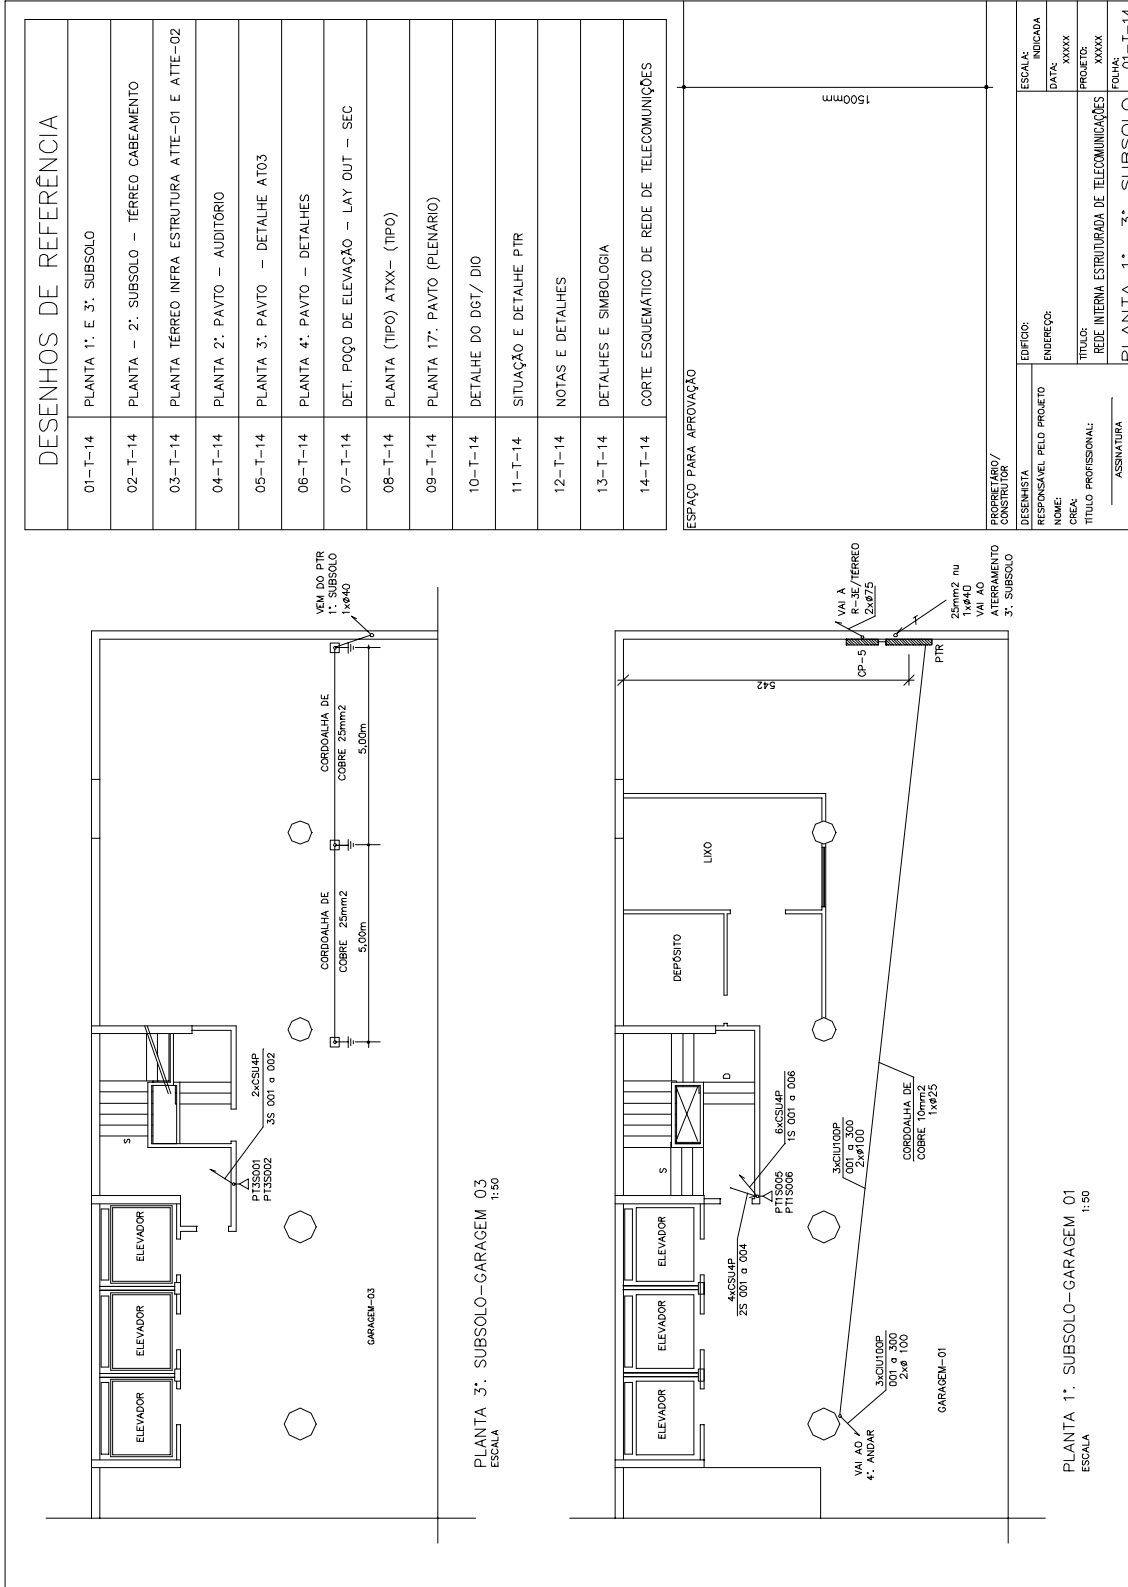 DESENHOS DE REFERÊNCIA
01-T-14 PLANTA 1°. E 3°. SUBSOLO
02-T-14 PLANTA - 2°. SUBSOLO - TÉRREO CABEAMENTO
03-T-14 PLANTA TÉRREO INFRA ESTRUTURA ATTE-01 E ATTE-02
04-T-14 PLANTA 2°. PAVTO - AUDITÓRIO
05-T-14 PLANTA 3°. PAVTO - DETALHE AT03
06-T-14 PLANTA 4°. PAVTO - DETALHES
07-T-14 DET. POÇO DE ELEVAÇÃO - LAY OUT - SEC
08-T-14 PLANTA (TIPO) ATXX- (TIPO)
09-T-14 PLANTA 17°. PAVTO (PLENÁRIO)
10-T-14 DETALHE DO DGT/ DIO
11-T-14 SITUAÇÃO E DETALHE PTR
12-T-14 NOTAS E DETALHES
13-T-14 DETALHES E SIMBOLOGIA
14-T-14 CORTE ESQUEMÁTICO DE REDE DE TELECOMUNIÇÕES
ESPAÇO PARA APROVAÇÃO
1500mm
PROPRIETÁRIO/
CONSTRUTOR
DESENHISTA
RESPONSÁVEL PELO PROJETO
NOME:
CREA:
TÍTULO PROFISSIONAL:
ASSINATURA
EDIFÍCIO:
ENDEREÇO:
TÍTULO:
REDE INTERNA ESTRUTURADA DE TELECOMUNICAÇÕES
PLANTA 1°. 3°. SUBSOLO
ESCALA:
INDICADA
DATA:
XXXXX
PROJETO:
XXXXX
FOLHA:
01-T-14
VEM DO PTR
1°. SUBSOLO
1xø40
CORDOALHA DE
COBRE 25mm2
5,00m
CORDOALHA DE
COBRE 25mm2
5,00m
2xCSU4P
3S 001 a 002
S
PT3S001
PT3S002
ELEVADOR
ELEVADOR
ELEVADOR
GARAGEM-03
PLANTA 3°. SUBSOLO-GARAGEM 03
ESCALA 1:50
VAI À
R-3E/TÉRREO
2xø75
25mm2 nu
1xø40
VAI AO
ATERRAMENTO
3°. SUBSOLO
CP-5
PTR
542
LIXO
DEPÓSITO
D
S
6xCSU4P
1S 001 a 006
PT1S005
PT1S006
4xCSU4P
2S 001 a 004
3xCIU100P
001 a 300
2xø100
CORDOALHA DE
COBRE 10mm2
1xø25
ELEVADOR
ELEVADOR
ELEVADOR
3xCIU100P
001 a 300
2xø 100
GARAGEM-01
VAI AO
4°. ANDAR
PLANTA 1°. SUBSOLO-GARAGEM 01
ESCALA 1:50